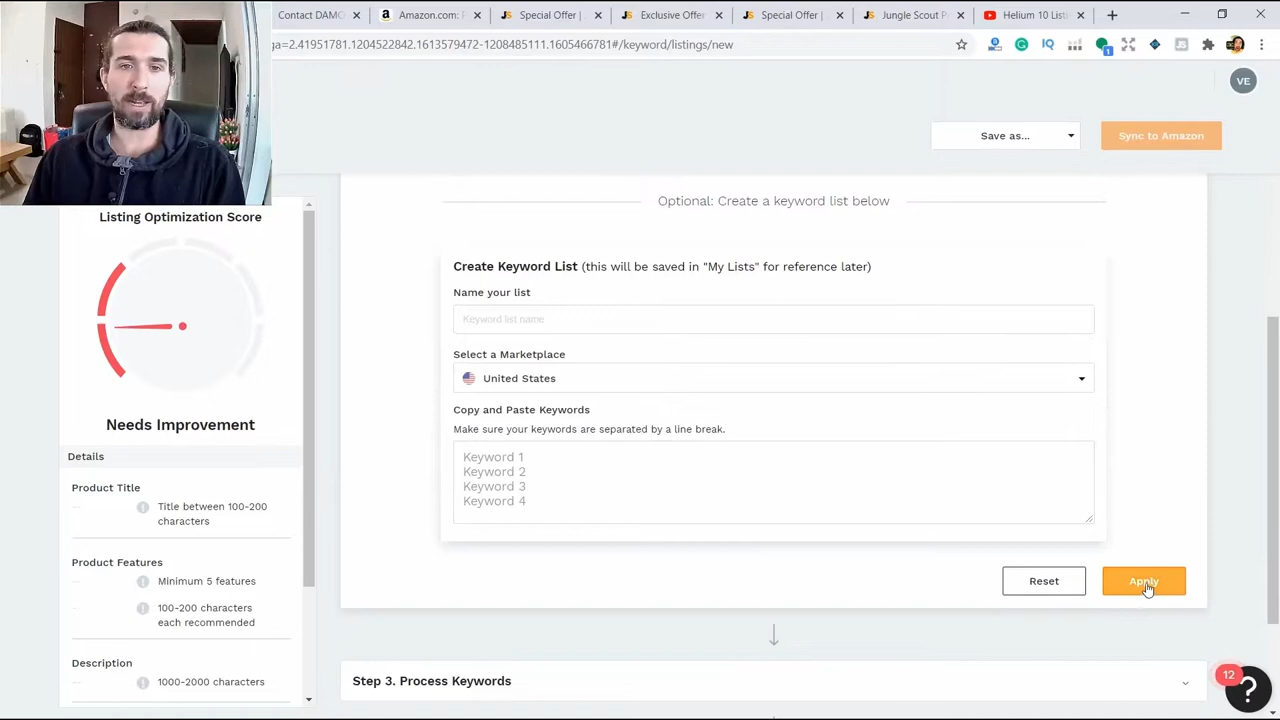 Contact DAMG
Amazon.com: F
Special Offer |
Exclusive Offer
Special Offer
Jungle Scout P
Helium 10 List
ga=2.41951781.1204522842.1613579472-1208485111.1605466781#/keyword/listings/new
1
VE
Save as...
Sync to Amazon
Optional: Create a keyword list below
Listing Optimization Score
Needs Improvement
Details
Product Title
Title between 100-200
characters
Product Features
Minimum 5 features
100-200 characters
each recommended
Description
1000-2000 characters
Create Keyword List (this will be saved in "My Lists" for reference later)
Name your list
Keyword list name
Select a Marketplace
United States
Copy and Paste Keywords
Make sure your keywords are separated by a line break.
Keyword 1
Keyword 2
Keyword 3
Keyword 4
Reset
Apply
Step 3. Process Keywords
12
?